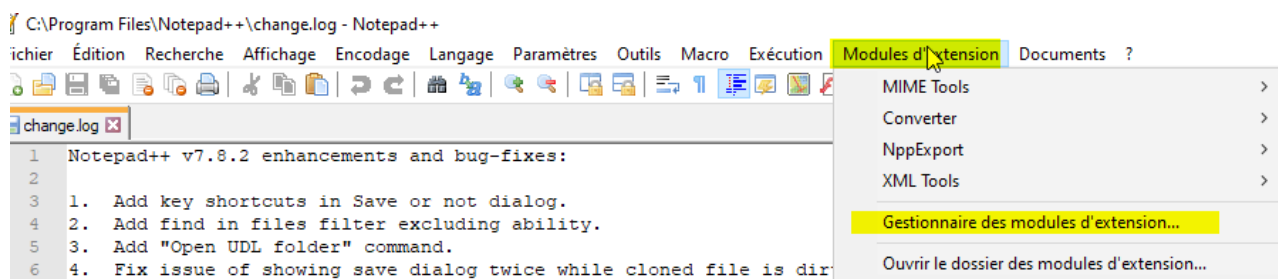 C:\Program Files\Notepad++\change.log - Notepad++
ichier Édition Recherche Affichage Encodage Langage Paramètres Outils Macro Exécution Modules d'extension Documents ?
MIME Tools
Converter
NppExport
XML Tools
Gestionnaire des modules d'extension...
Ouvrir le dossier des modules d'extension...
change.log
1 Notepad++ v7.8.2 enhancements and bug-fixes:
2
3 1. Add key shortcuts in Save or not dialog.
4 2. Add find in files filter excluding ability.
5 3. Add "Open UDL folder" command.
6 4. Fix issue of showing save dialog twice while cloned file is dir